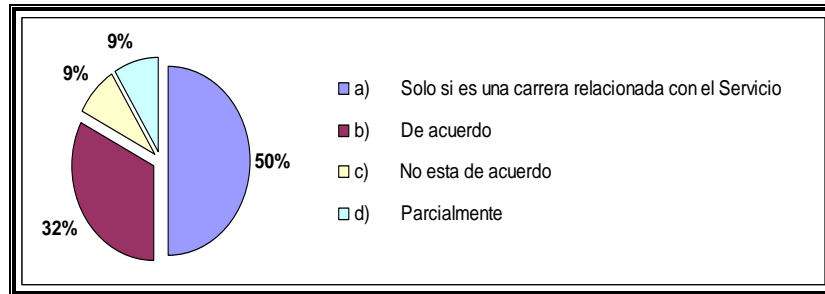 9%
9%
50%
32%
a) Solo si es una carrera relacionada con el Servicio
b) De acuerdo
c) No esta de acuerdo
d) Parcialmente